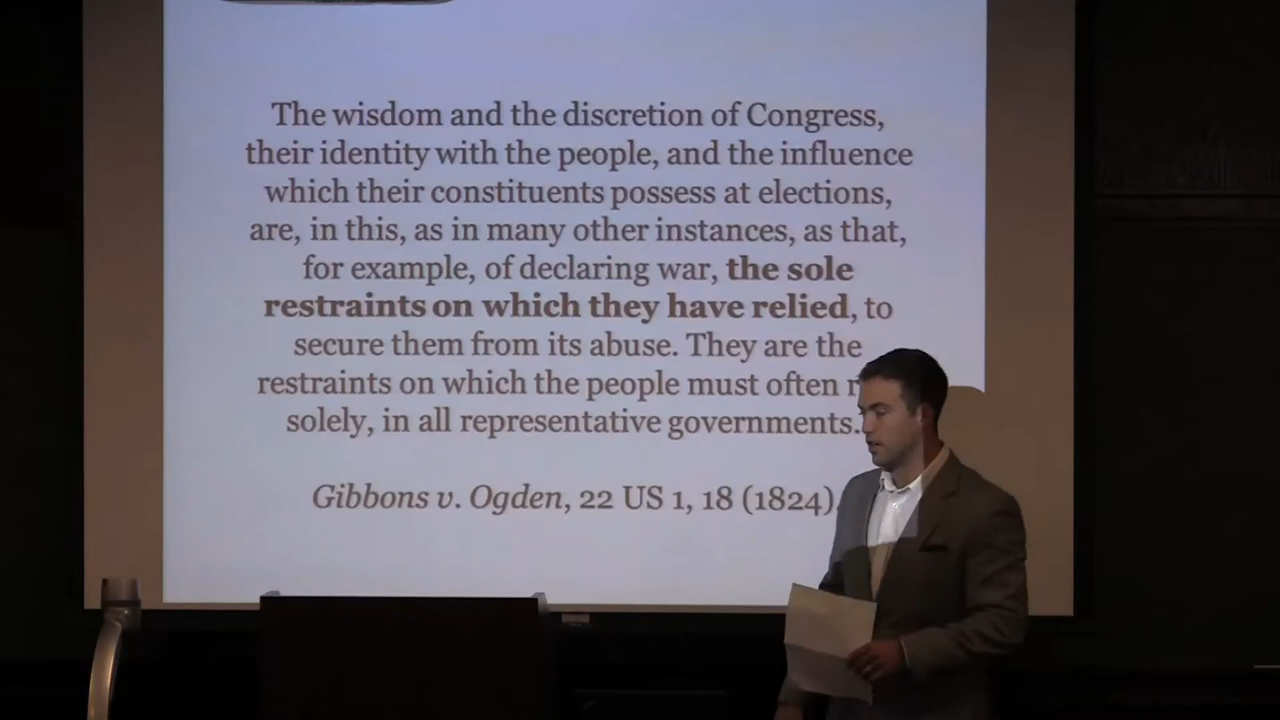 The wisdom and the discretion of Congress,
their identity with the people, and the influence
which their constituents possess at elections,
are, in this, as in many other instances, as that,
for example, of declaring war, the sole
restraints on which they have relied, to
secure them from its abuse. They are the
restraints on which the people must often
solely, in all representative governments.
Gibbons v. Ogden, 22 US 1, 18 (1824)